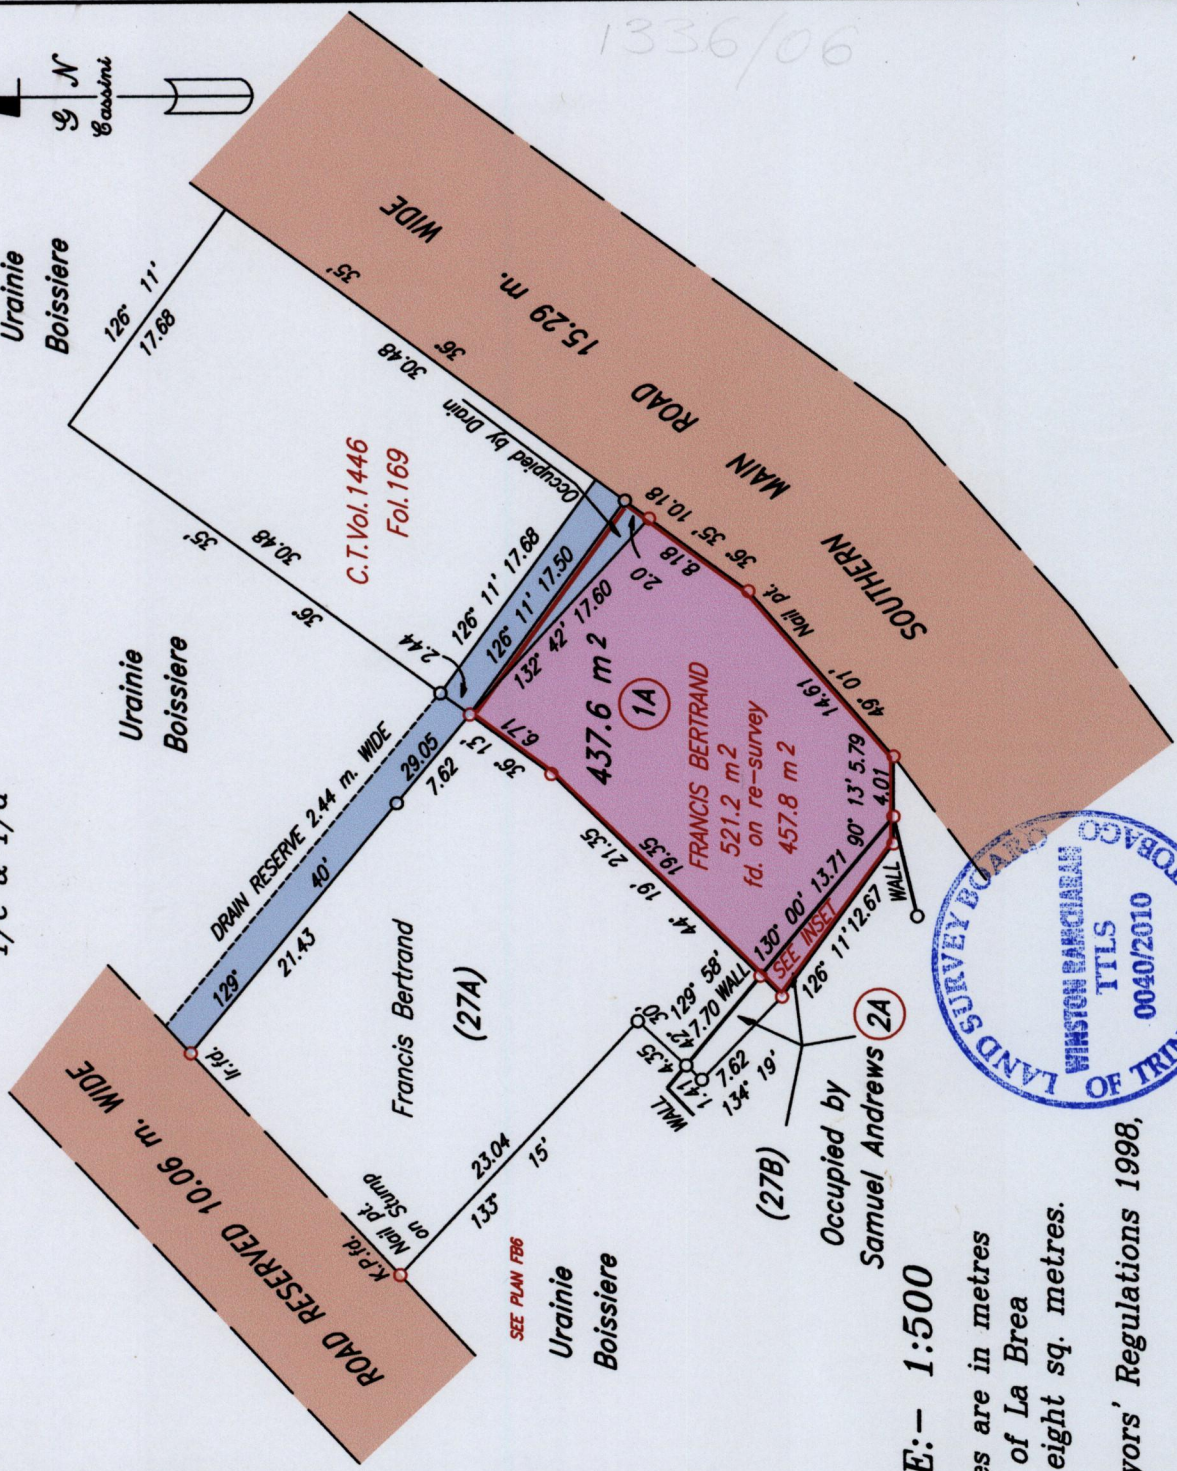 1336/06
G N
Cassini
Urainie
Boissiere
126° 11'
17.68
WIDE
15.29 m.
ROAD
MAIN
SOUTHERN
35'
36°
30.48
Occupied by Drain
C.T.Vol.1446
Fol.169
35'
30.48
36°
Urainie
Boissiere
2.44
126° 11' 17.68
126° 11' 17.50
132° 42' 17.60
2.0
10.18
36° 35'
8.18
Nail pt.
14.61
49° 01'
90° 13' 5.79
4.01
437.6 m²
1A
FRANCIS BERTRAND
521.2 m²
fd. on re-survey
457.8 m²
6.71
36° 13'
7.62
29.05
DRAIN RESERVE 2.44 m. WIDE
129° 40'
21.43
Ir.fd.
44° 19' 21.35
19.35
130° 00' 13.71
SEE INSET
126° 11' 12.67
WALL
Francis Bertrand
(27A)
ROAD RESERVED 10.06 m. WIDE
K.P.fd.
Nail pt.
on Stump
23.04
133° 15'
42° 30'
4.35
129° 58'
7.70 WALL
1.41
WALL
7.62
134° 19'
(27B)
Occupied by
Samuel Andrews 2A
SEE PLAN FB6
Urainie
Boissiere
LAND SURVEY BOARD
OF TRIN
TOBAGO
WINSTON RAMCHARAN
TTLS
0040/2010
E:— 1:500
es are in metres
of La Brea
eight sq. metres.
yors' Regulations 1998,